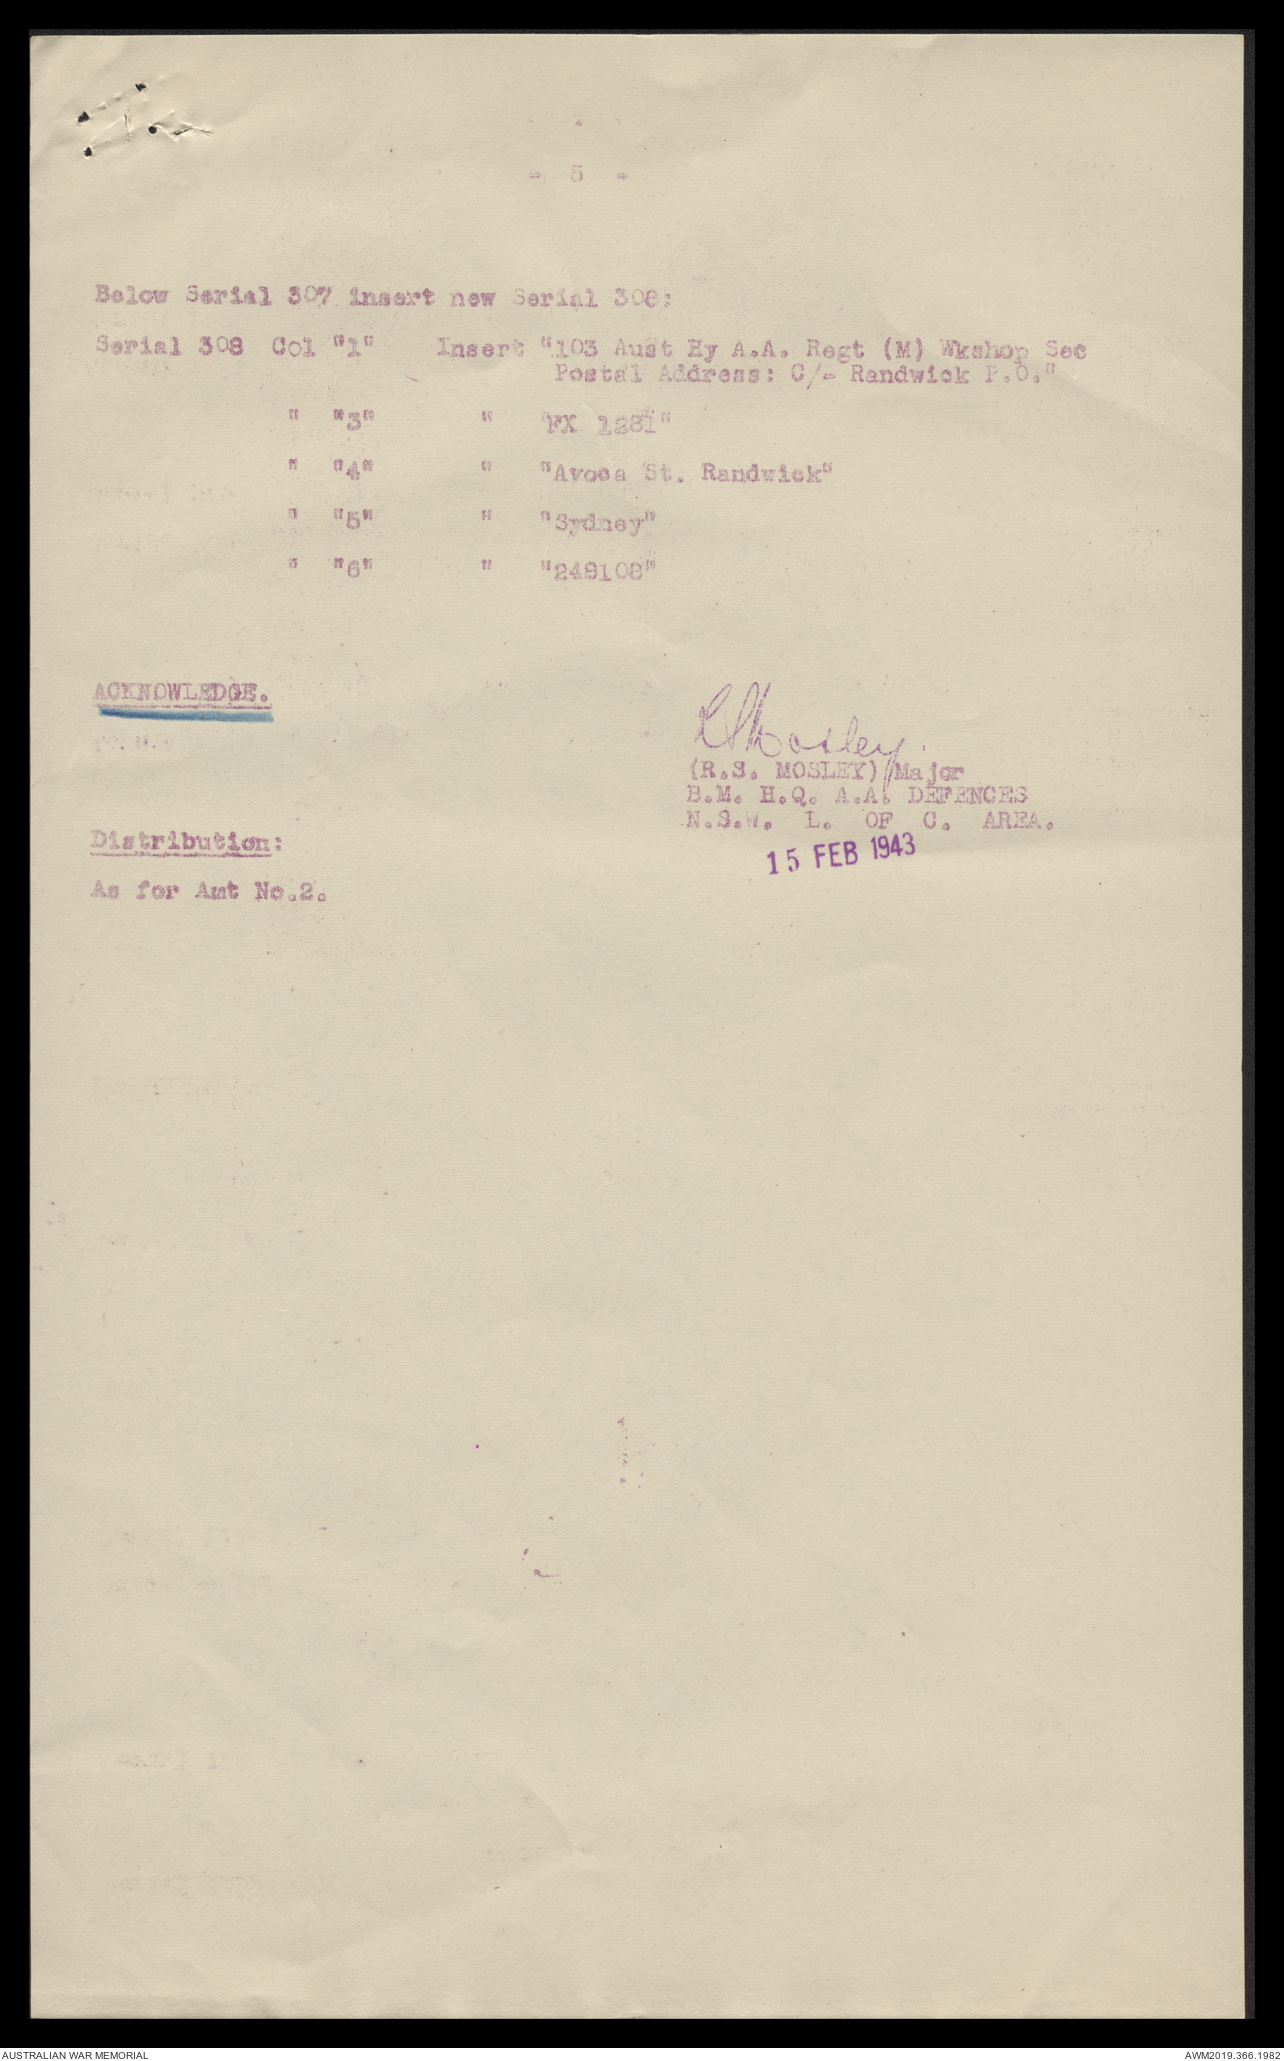 - 5 -
Below Serial 307 insert new Serial 308:
Serial 308 Col "1" Insert "103 Aust Hy A.A. Regt (M) Wkshop Sec
Postal Address: C/- Randwick P.O."
" "3" " "FX 1281"
" "4" " "Avoca St. Randwick"
" "5" " "Sydney"
" "6" " "249108"
ACKNOWLEDGE.
RSMosley.
(R.S. MOSLEY) Major
B.M. H.Q. A.A. DEFENCES
N.S.W. L. OF C. AREA.
15 FEB 1943
Distribution:
As for Amt No.2.
AUSTRALIAN WAR MEMORIAL
AWM2019.366.1982